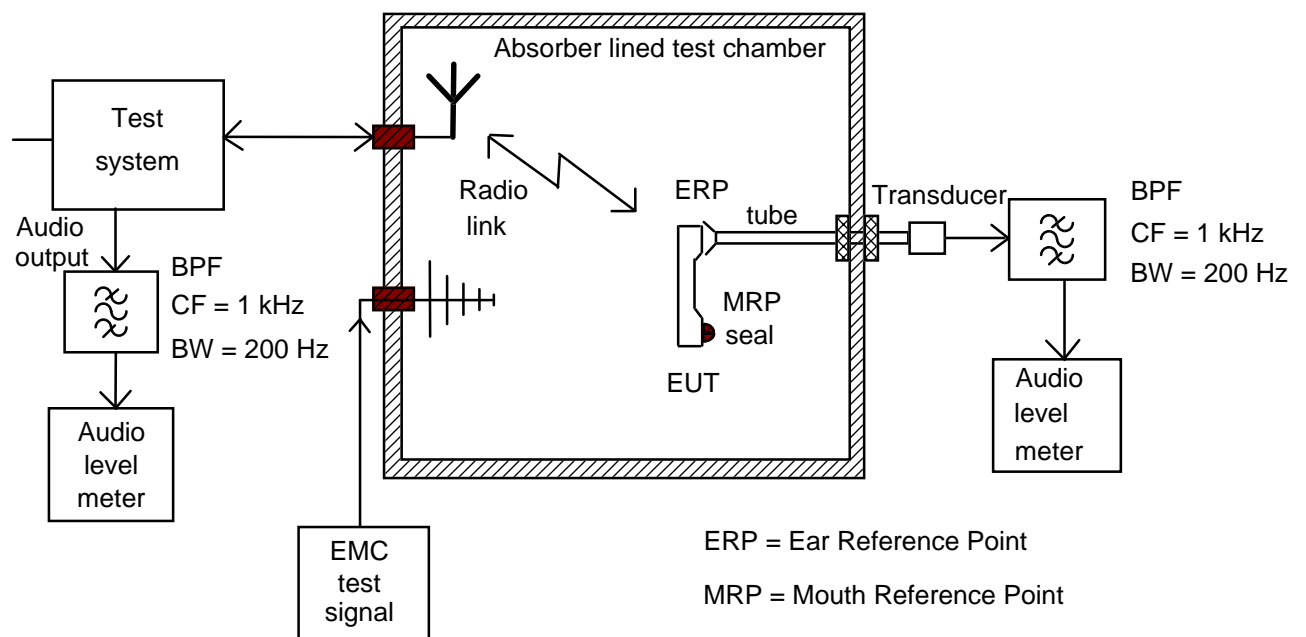 Absorber lined test chamber
Test
system
Radio
link
ERP
tube
Transducer
BPF
CF = 1 kHz
BW = 200 Hz
Audio
output
BPF
CF = 1 kHz
BW = 200 Hz
MRP
seal
EUT
Audio
level
meter
Audio
level
meter
EMC
test
signal
ERP = Ear Reference Point
MRP = Mouth Reference Point